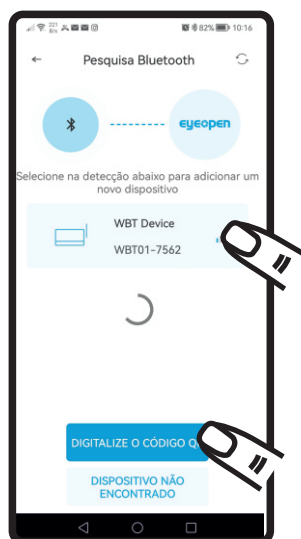 221 B/s 82% 10:16
Pesquisa Bluetooth
eyeopen
Selecione na detecção abaixo para adicionar um
novo dispositivo
WBT Device
WBT01-7562
DIGITALIZE O CÓDIGO
DISPOSITIVO NÃO
ENCONTRADO